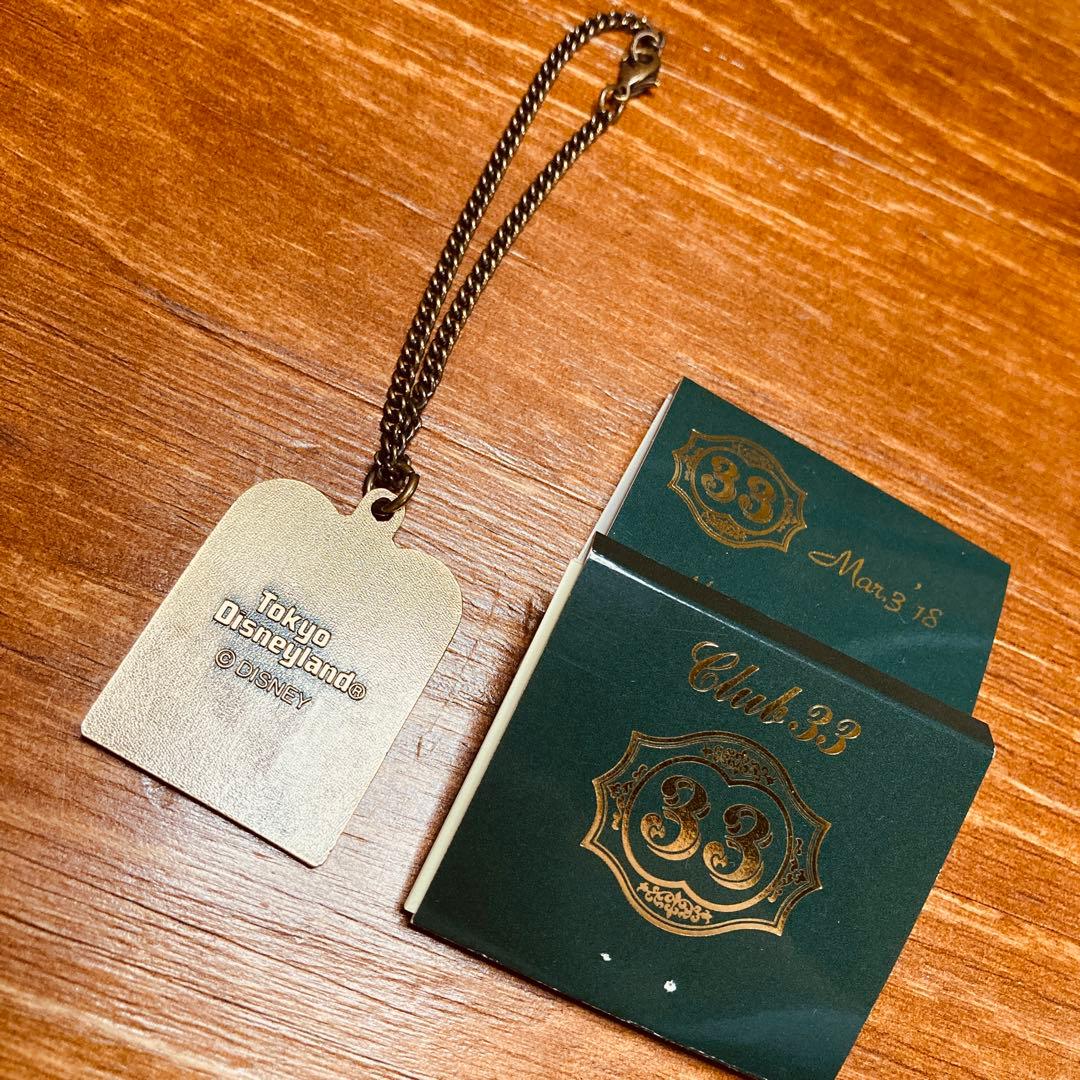 Tokyo
Disneyland®
© DISNEY
33
Mar.3'18
Club.33
33